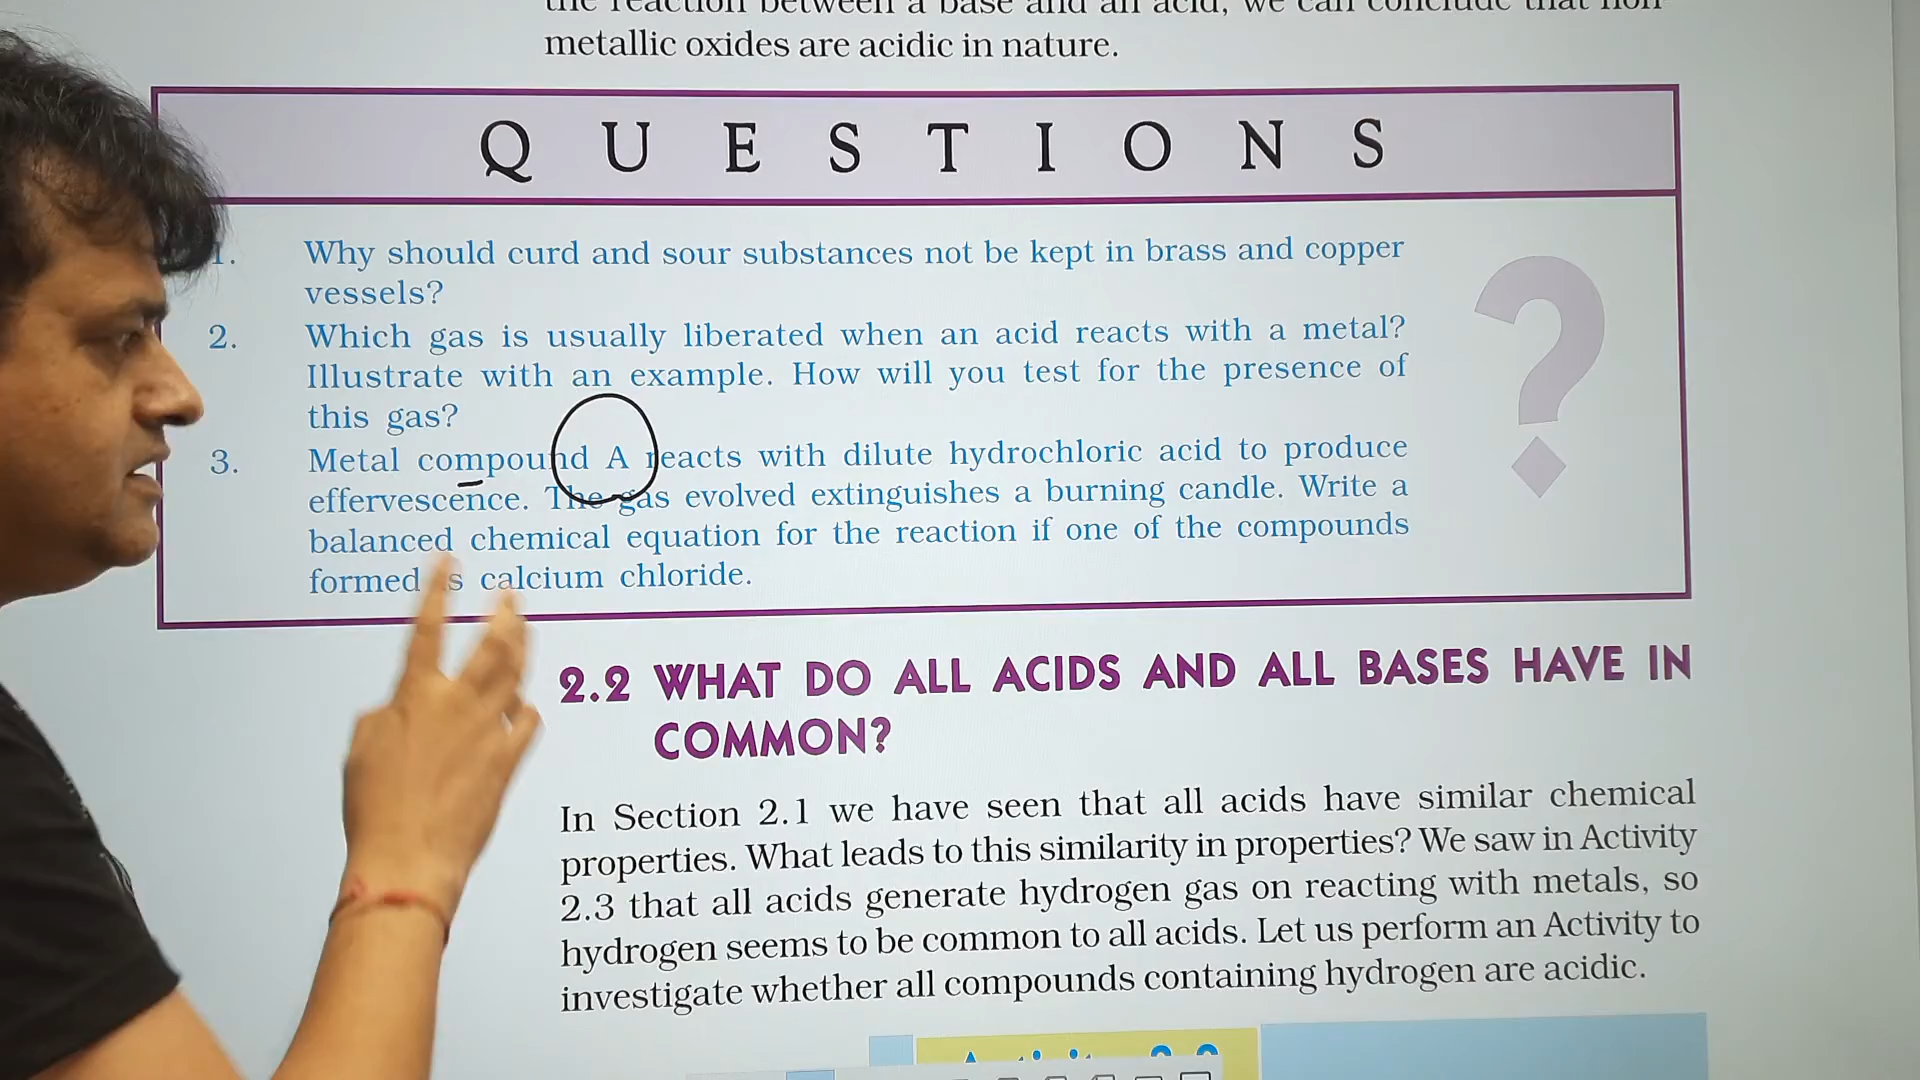 metallic oxides are acidic in nature.
QUESTIONS
1. Why should curd and sour substances not be kept in brass and copper
vessels?
2. Which gas is usually liberated when an acid reacts with a metal?
Illustrate with an example. How will you test for the presence of
this gas?
3. Metal compound A reacts with dilute hydrochloric acid to produce
effervescence. The gas evolved extinguishes a burning candle. Write a
balanced chemical equation for the reaction if one of the compounds
formed is calcium chloride.
2.2 WHAT DO ALL ACIDS AND ALL BASES HAVE IN
COMMON?
In Section 2.1 we have seen that all acids have similar chemical
properties. What leads to this similarity in properties? We saw in Activity
2.3 that all acids generate hydrogen gas on reacting with metals, so
hydrogen seems to be common to all acids. Let us perform an Activity to
investigate whether all compounds containing hydrogen are acidic.